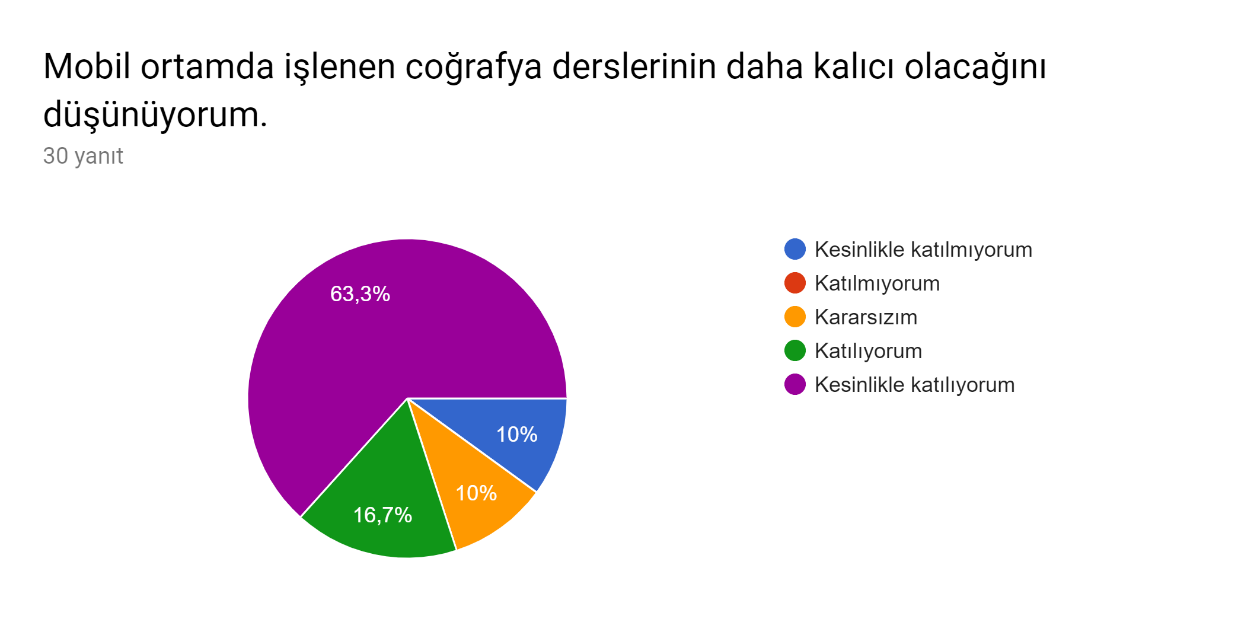 Mobil ortamda işlenen coğrafya derslerinin daha kalıcı olacağını
düşünüyorum.
30 yanıt
Kesinlikle katılmıyorum
Katılmıyorum
Kararsızım
Katılıyorum
Kesinlikle katılıyorum
63,3%
10%
10%
16,7%